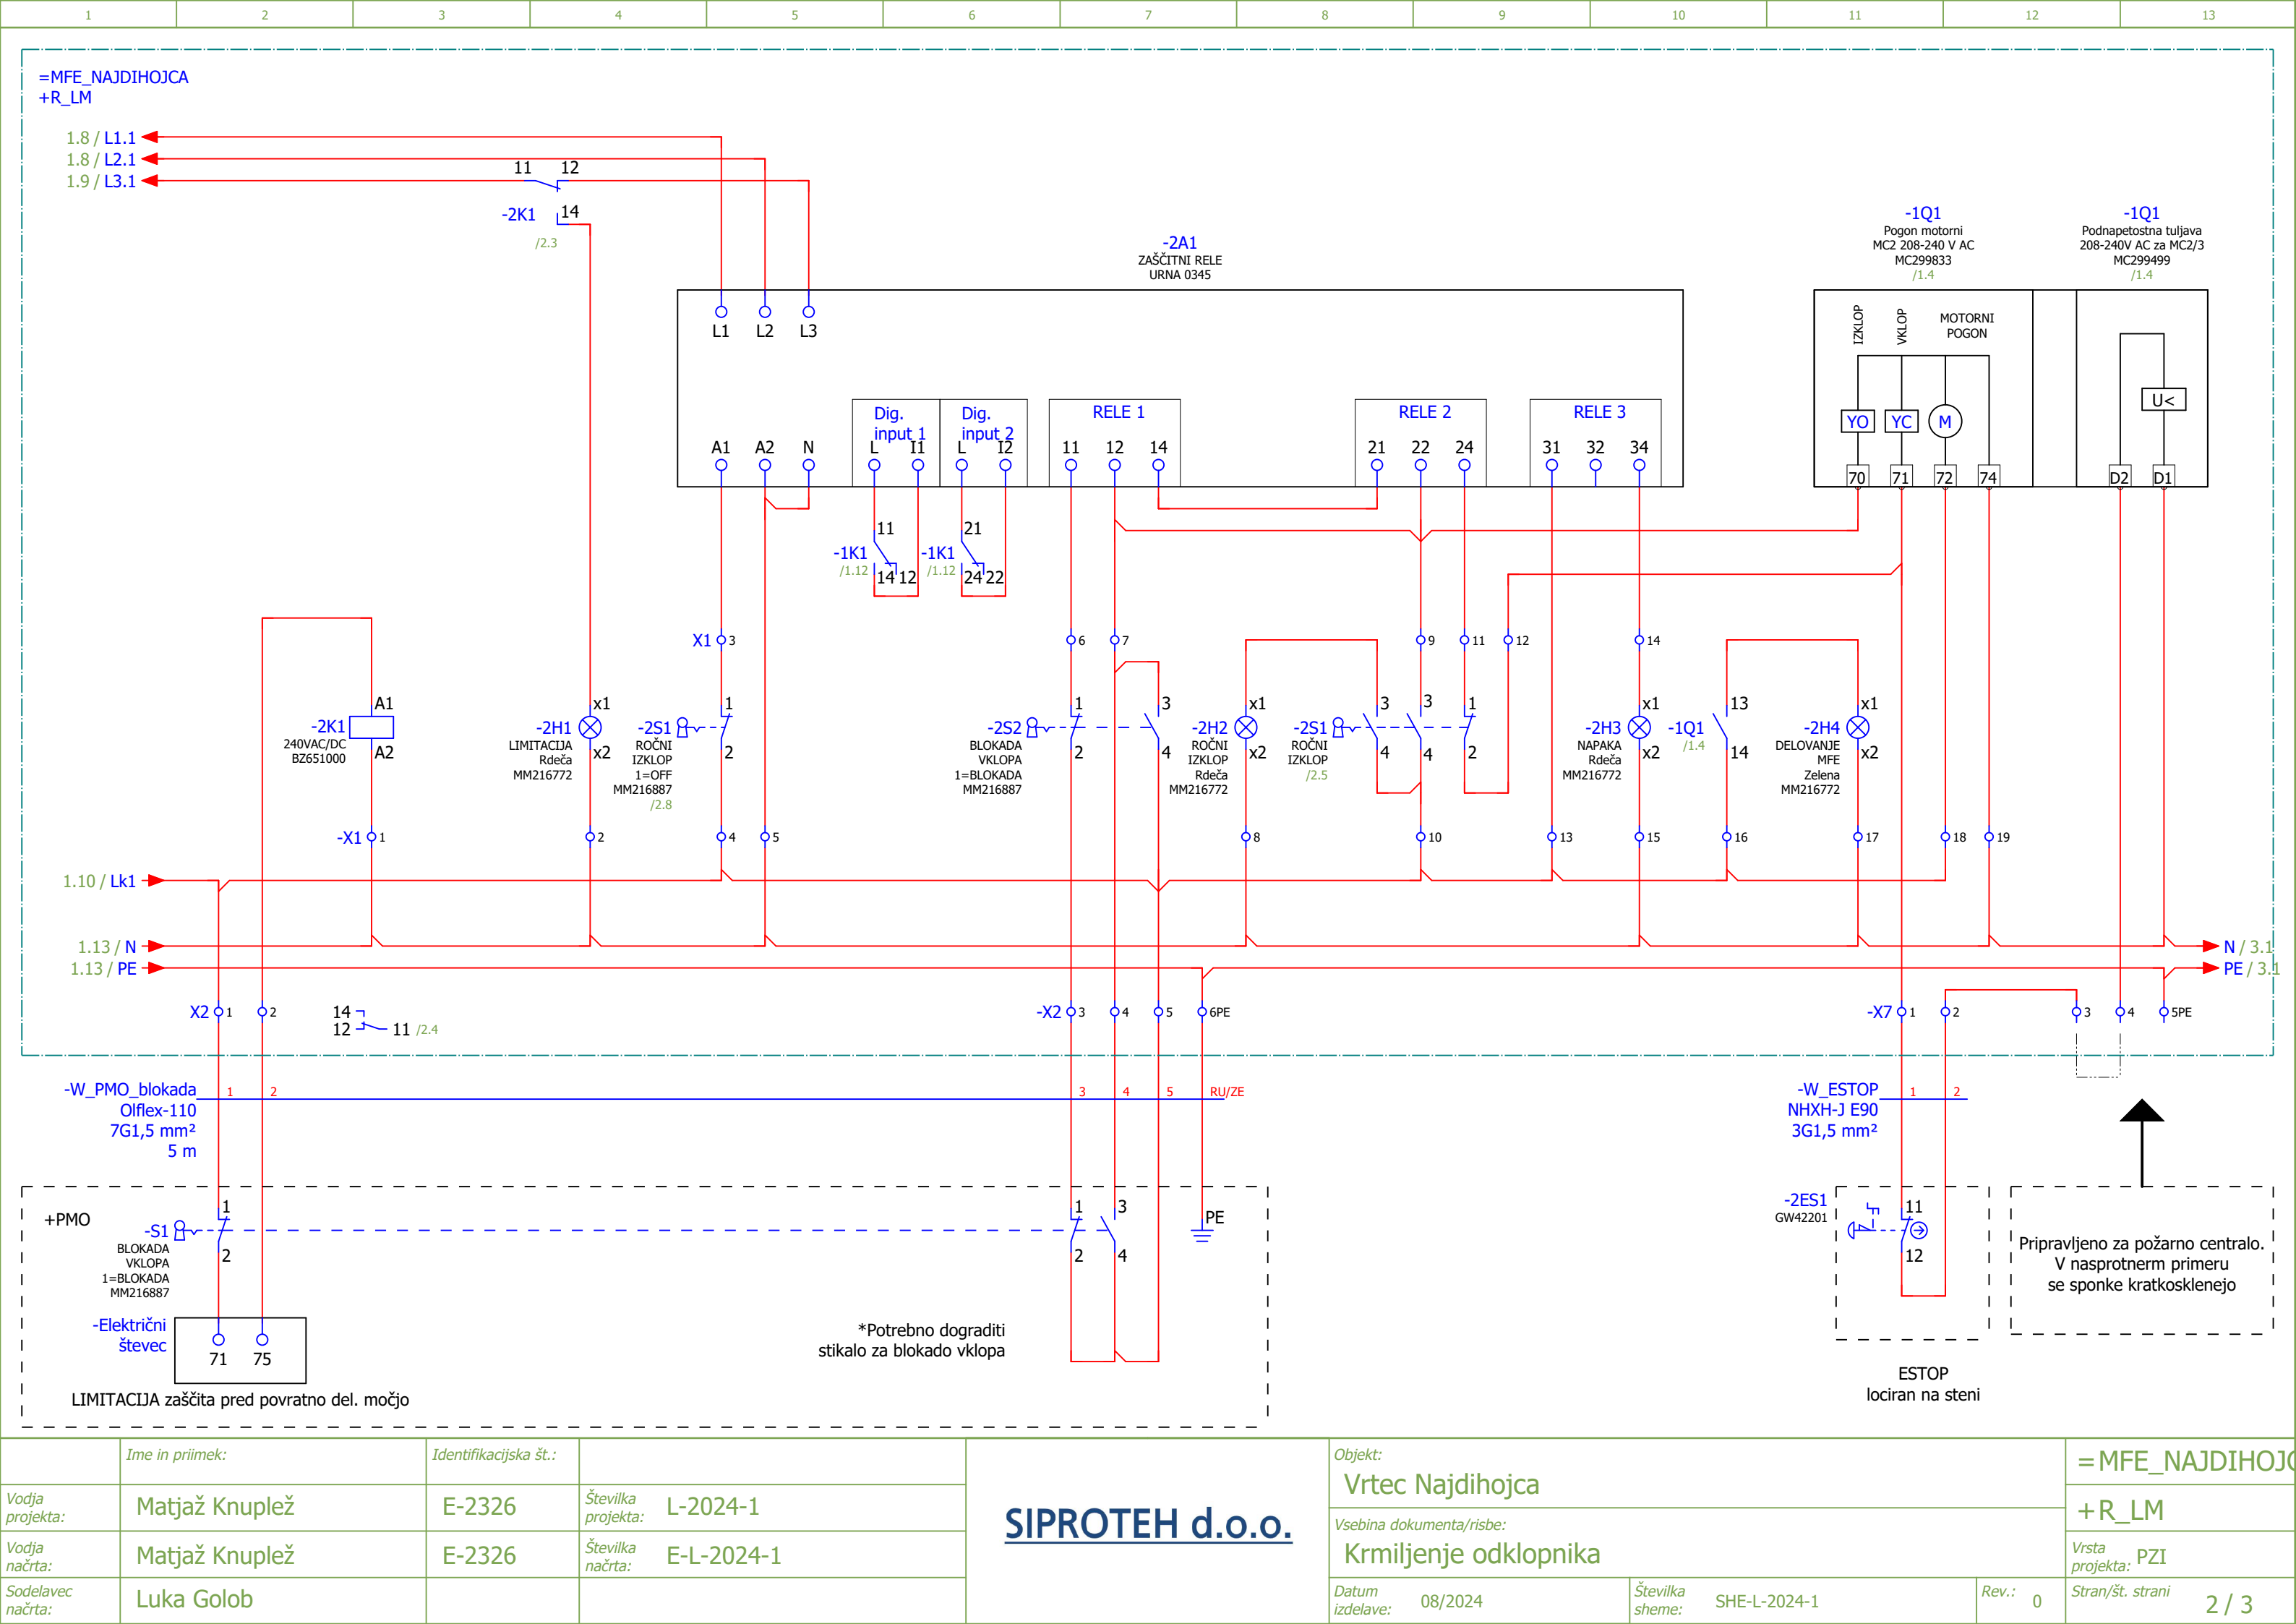 1 2 3 4 5 6 7 8 9 10 11 12 13
=MFE_NAJDIHOJCA
+R_LM
1.8 / L1.1
1.8 / L2.1
1.9 / L3.1
11 12
-2K1 14
/2.3
-2A1
ZAŠČITNI RELE
URNA 0345
-1Q1
Pogon motorni
MC2 208-240 V AC
MC299833
/1.4
-1Q1
Podnapetostna tuljava
208-240V AC za MC2/3
MC299499
/1.4
L1 L2 L3
IZKLOP
VKLOP
MOTORNI
POGON
YO YC M U<
Dig.
input 1
Dig.
input 2
RELE 1
RELE 2
RELE 3
A1 A2 N L I1 L I2 11 12 14 21 22 24 31 32 34
70 71 72 74 D2 D1
11
-1K1
/1.12
14 12
21
-1K1
/1.12
24 22
X1 3 6 7 9 11 12 14
A1
-2K1
240VAC/DC
BZ651000
A2
x1
-2H1
LIMITACIJA
Rdeča
MM216772
x2
1
-2S1
ROČNI
IZKLOP
1=OFF
MM216887
/2.8
2
1
-2S2
BLOKADA
VKLOPA
1=BLOKADA
MM216887
2
3
4
x1
-2H2
ROČNI
IZKLOP
Rdeča
MM216772
x2
-2S1
ROČNI
IZKLOP
/2.5
3 3 1
4 4 2
x1
-2H3
NAPAKA
Rdeča
MM216772
x2
13
-1Q1
/1.4
14
x1
-2H4
DELOVANJE
MFE
Zelena
MM216772
x2
-X1 1 2 4 5 8 10 13 15 16 17 18 19
1.10 / Lk1
1.13 / N
N / 3.1
1.13 / PE
PE / 3.1
X2 1 2
14
12 11 /2.4
-X2 3 4 5 6PE
-X7 1 2 3 4 5PE
-W_PMO_blokada
Olflex-110
7G1,5 mm²
5 m
1 2 3 4 5 RU/ZE
-W_ESTOP
NHXH-J E90
3G1,5 mm²
1 2
+PMO
-S1
BLOKADA
VKLOPA
1=BLOKADA
MM216887
1
2
1 3
2 4
PE
-Električni
števec
71 75
LIMITACIJA zaščita pred povratno del. močjo
*Potrebno dograditi
stikalo za blokado vklopa
-2ES1
GW42201
11
12
ESTOP
lociran na steni
Pripravljeno za požarno centralo.
V nasprotnerm primeru
se sponke kratkosklenejo
Ime in priimek: Identifikacijska št.:
Vodja
projekta: Matjaž Knuplež E-2326 Številka
projekta: L-2024-1
Vodja
načrta: Matjaž Knuplež E-2326 Številka
načrta: E-L-2024-1
Sodelavec
načrta: Luka Golob
SIPROTEH d.o.o.
Objekt:
Vrtec Najdihojca
Vsebina dokumenta/risbe:
Krmiljenje odklopnika
Datum
izdelave: 08/2024 Številka
sheme: SHE-L-2024-1 Rev.: 0
=MFE_NAJDIHOJC
+R_LM
Vrsta
projekta: PZI
Stran/št. strani 2 / 3